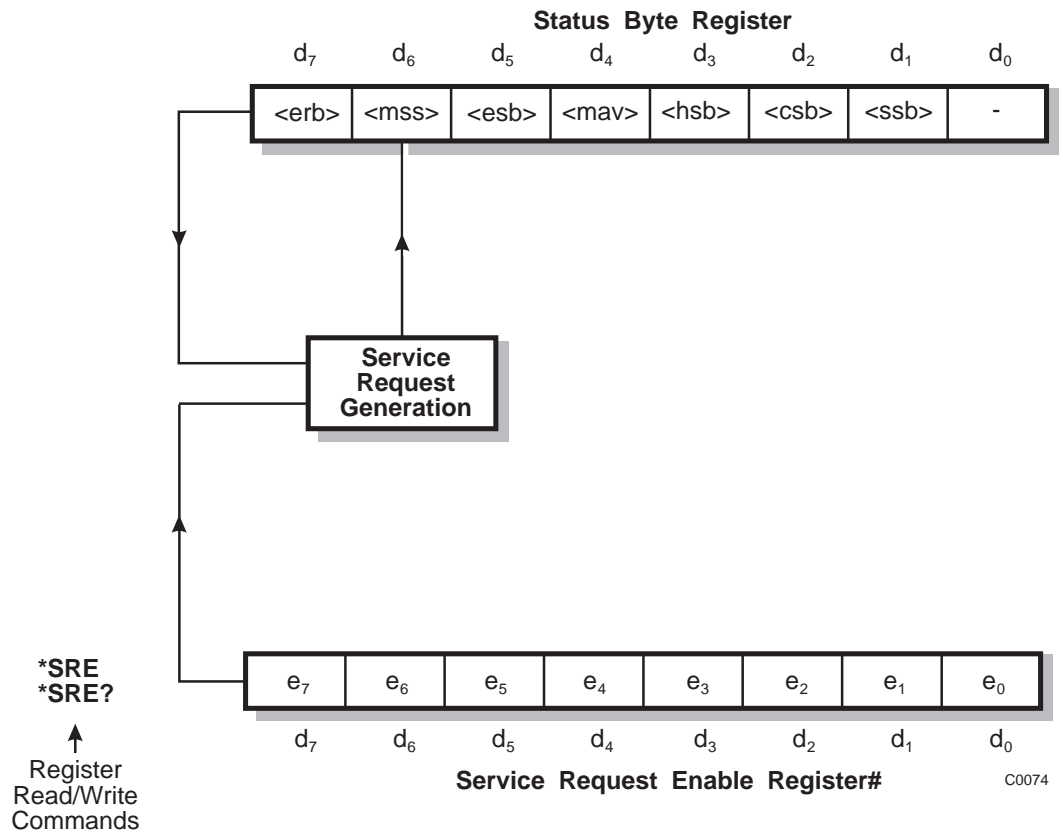 Status Byte Register
d7 d6 d5 d4 d3 d2 d1 d0
<erb> <mss> <esb> <mav> <hsb> <csb> <ssb> -
Service
Request
Generation
*SRE
*SRE?
Register
Read/Write
Commands
e7 e6 e5 e4 e3 e2 e1 e0
d7 d6 d5 d4 d3 d2 d1 d0
Service Request Enable Register#
C0074